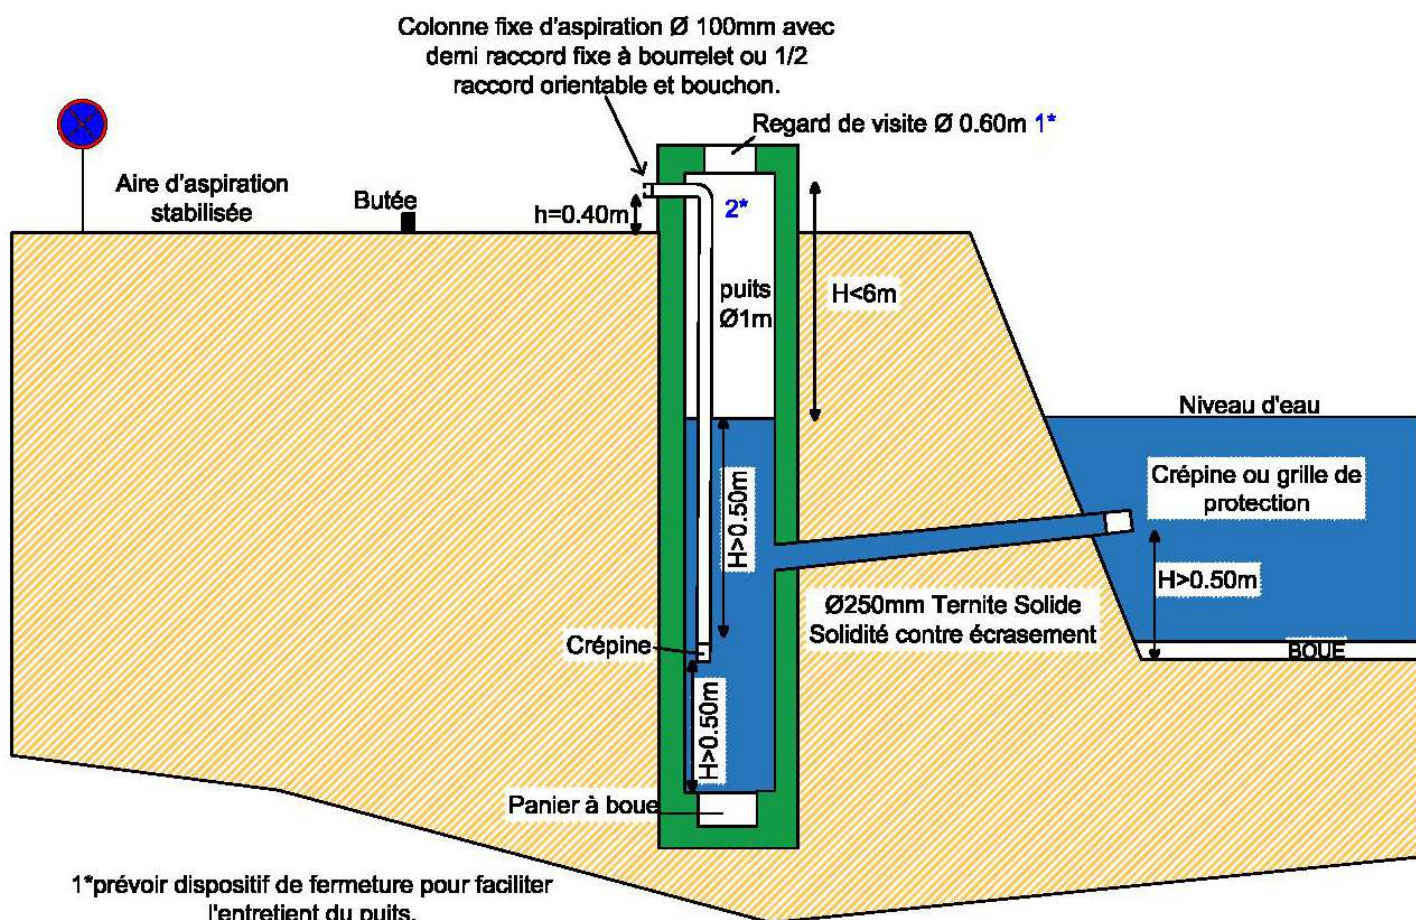 Colonne fixe d'aspiration Ø 100mm avec
demi raccord fixe à bourrelet ou 1/2
raccord orientable et bouchon.
Regard de visite Ø 0.60m 1*
Aire d'aspiration
stabilisée
Butée
h=0.40m
2*
puits
Ø1m
H<6m
Niveau d'eau
Crépine ou grille de
protection
H>0.50m
H>0.50m
Ø250mm Ternite Solide
Solidité contre écrasement
Crépine
BOUE
H>0.50m
Panier à boue
1*prévoir dispositif de fermeture pour faciliter
l'entretient du puits.